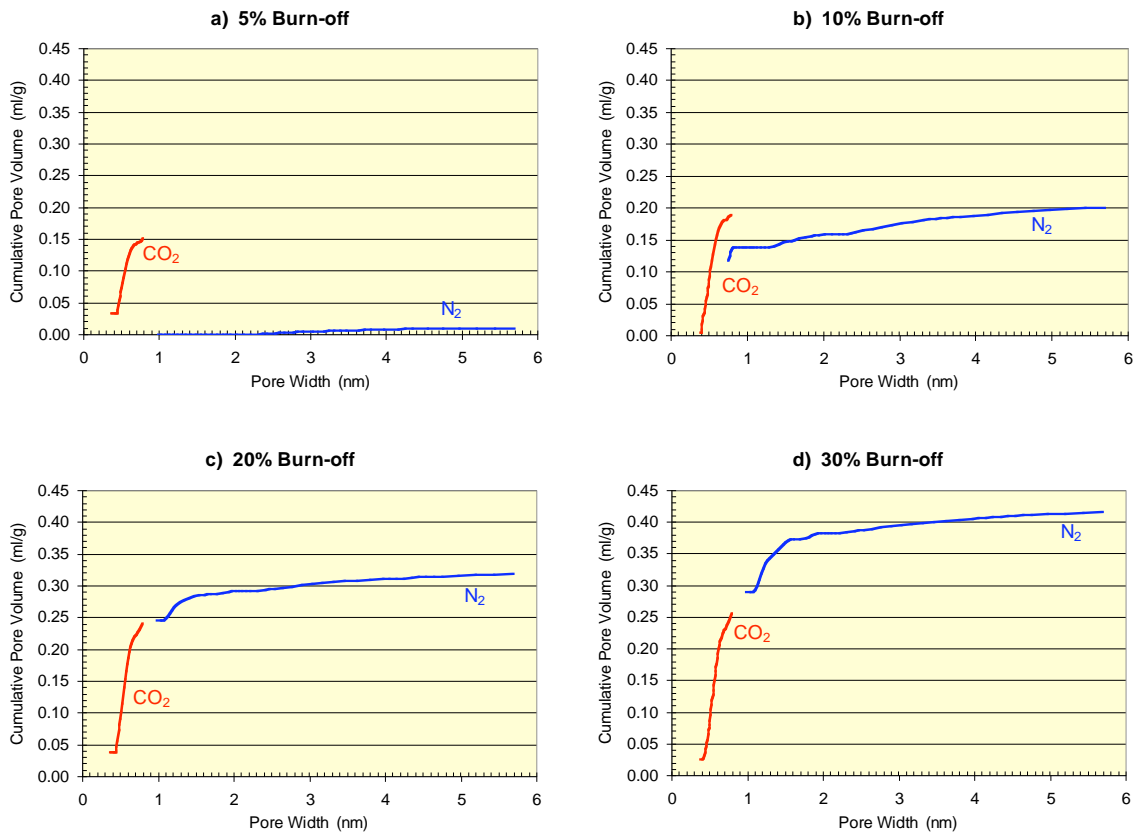 a) 5% Burn-off
Cumulative Pore Volume (ml/g)
0.45
0.40
0.35
0.30
0.25
0.20
0.15
0.10
0.05
0.00
CO2
N2
0 1 2 3 4 5 6
Pore Width (nm)
b) 10% Burn-off
Cumulative Pore Volume (ml/g)
0.45
0.40
0.35
0.30
0.25
0.20
0.15
0.10
0.05
0.00
N2
CO2
0 1 2 3 4 5 6
Pore Width (nm)
c) 20% Burn-off
Cumulative Pore Volume (ml/g)
0.45
0.40
0.35
0.30
0.25
0.20
0.15
0.10
0.05
0.00
N2
CO2
0 1 2 3 4 5 6
Pore Width (nm)
d) 30% Burn-off
Cumulative Pore Volume (ml/g)
0.45
0.40
0.35
0.30
0.25
0.20
0.15
0.10
0.05
0.00
N2
CO2
0 1 2 3 4 5 6
Pore Width (nm)